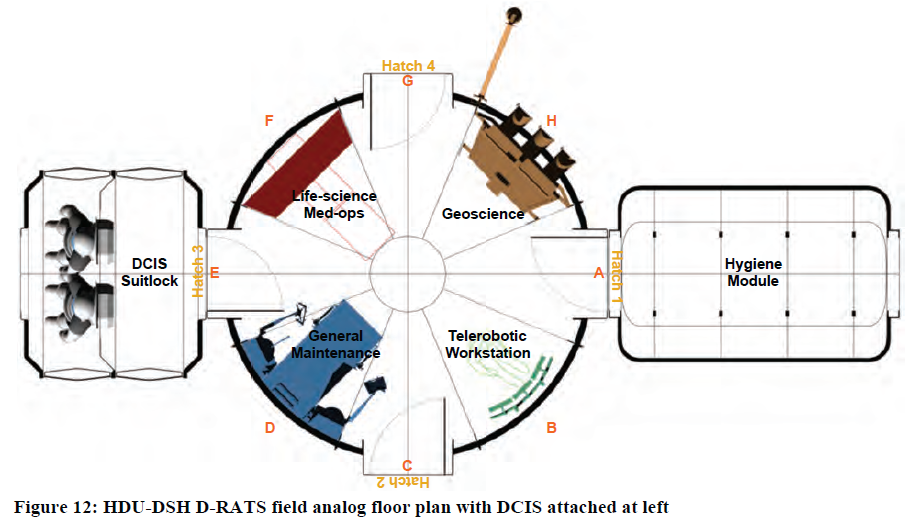 Hatch 4
G
F
H
Life-science
Med-ops
Geoscience
DCIS
Suitlock
Hatch 3
E
A
Hatch 1
Hygiene
Module
General
Maintenance
Telerobotic
Workstation
D
B
C
Hatch 2
Figure 12: HDU-DSH D-RATS field analog floor plan with DCIS attached at left